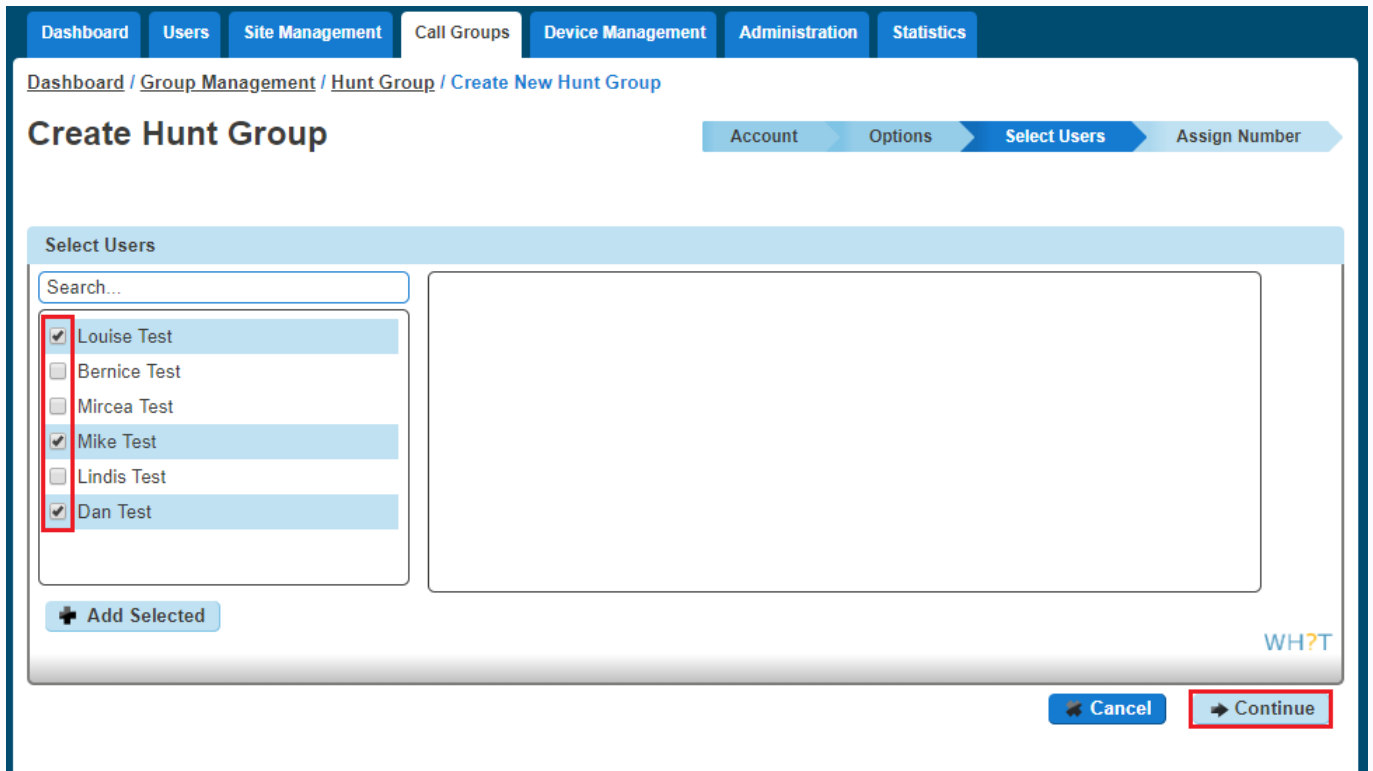 Dashboard Users Site Management Call Groups Device Management Administration Statistics
Dashboard / Group Management / Hunt Group / Create New Hunt Group
Create Hunt Group
Account Options Select Users Assign Number
Select Users
Search...
Louise Test
Bernice Test
Mircea Test
Mike Test
Lindis Test
Dan Test
Add Selected
WH?T
Cancel Continue